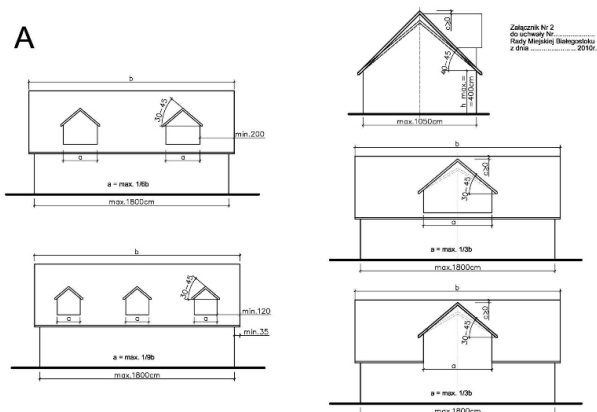 A
Załącznik Nr 2
do uchwały Nr..................
Rady Miejskiej Białegostoku
z dnia ........................ 2010r.
b
30-45
min.200
a
a
a = max. 1/6b
max.1800cm
b
30-45
min.120
a
a
a
min.35
a = max. 1/9b
max.1800cm
c≥0
40-45
h max.=
=400cm
max.1050cm
b
c≥0
30-45
a
a = max. 1/3b
max.1800cm
b
c≥0
30-45
a
a = max. 1/3b
max.1800cm